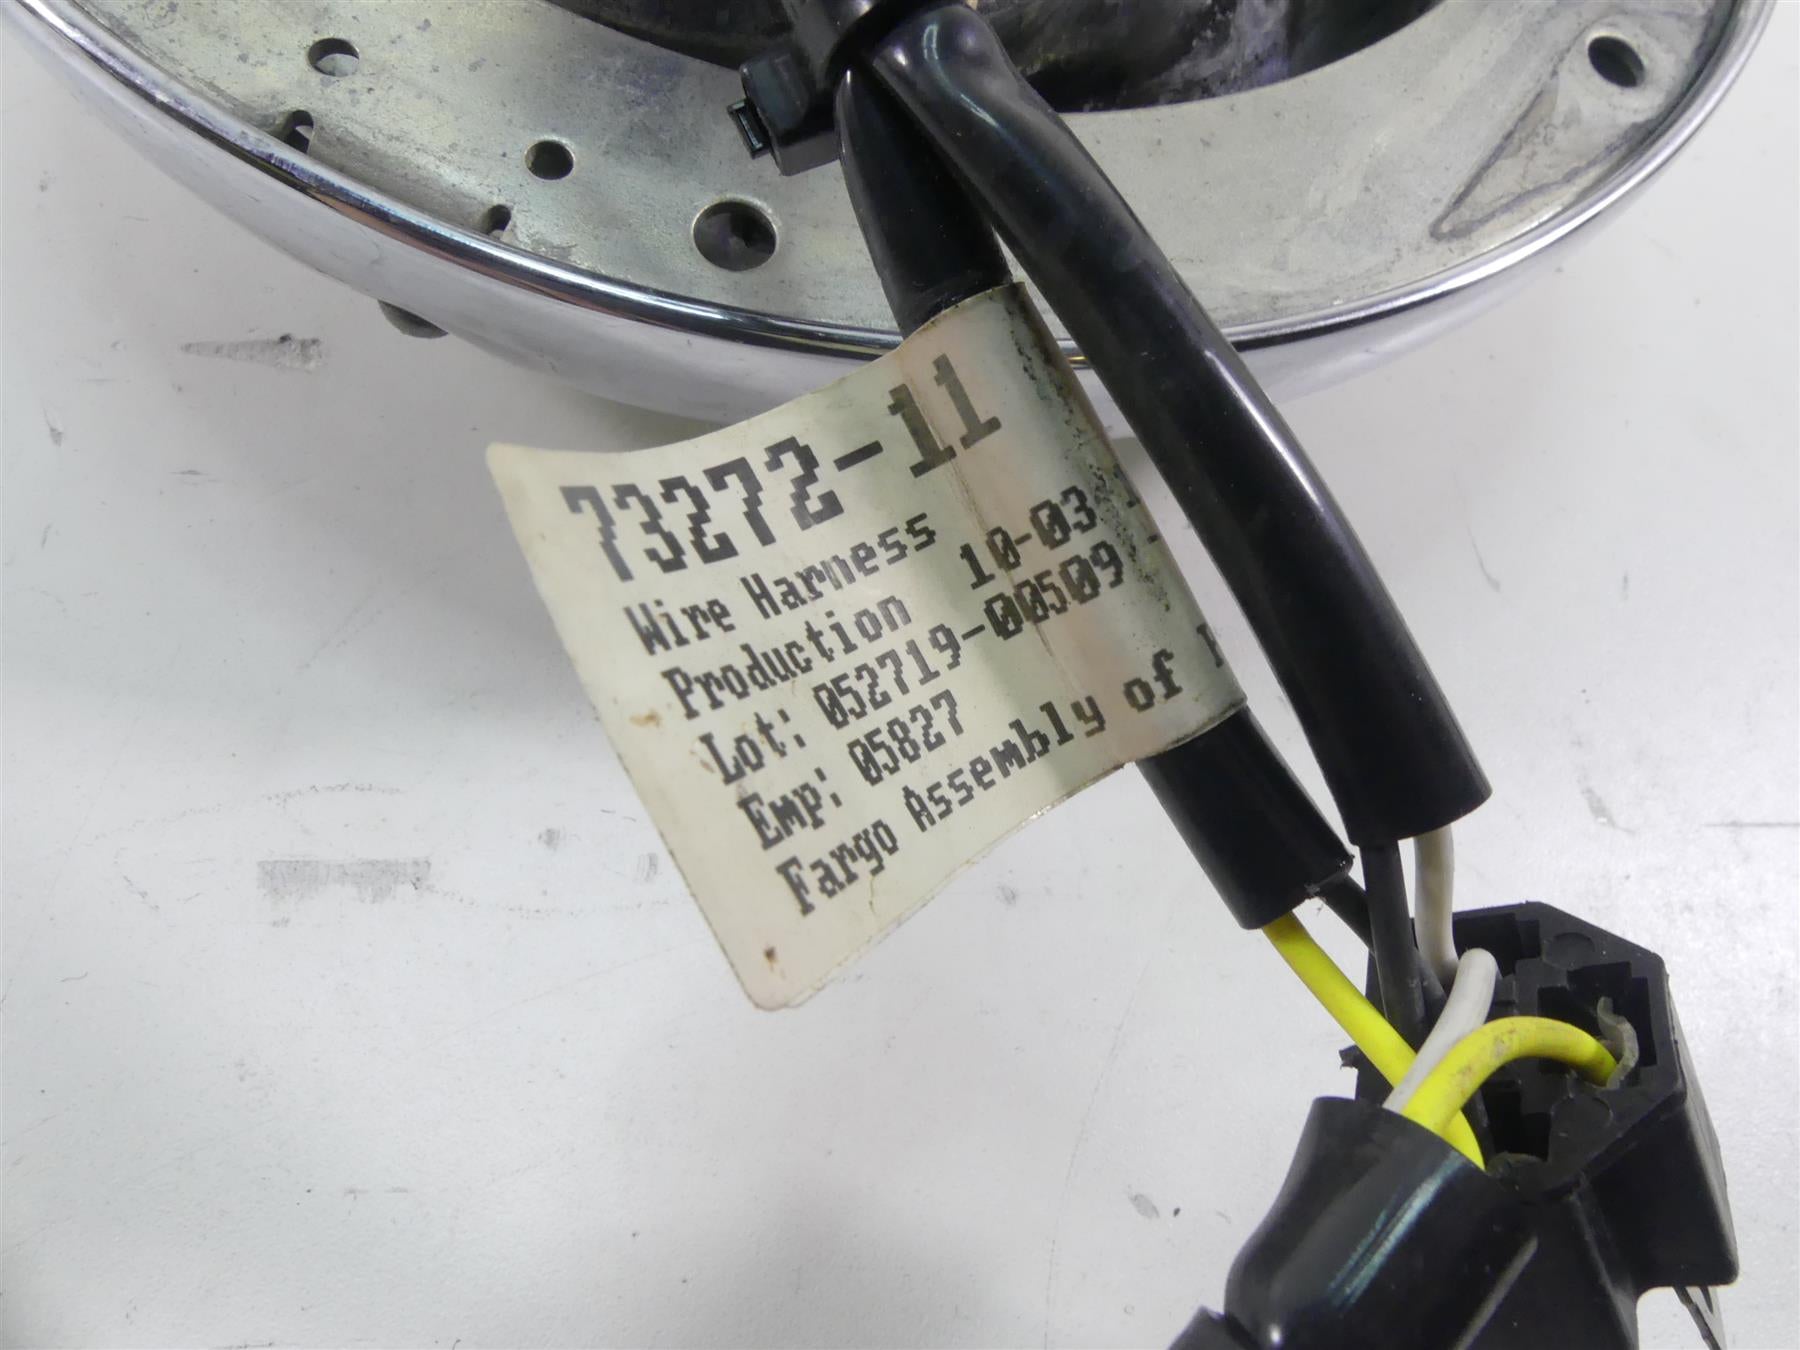 73272-11
Wire Harness
Production 10-03
Lot: 052719-00509
Emp: 05827
Fargo Assembly of